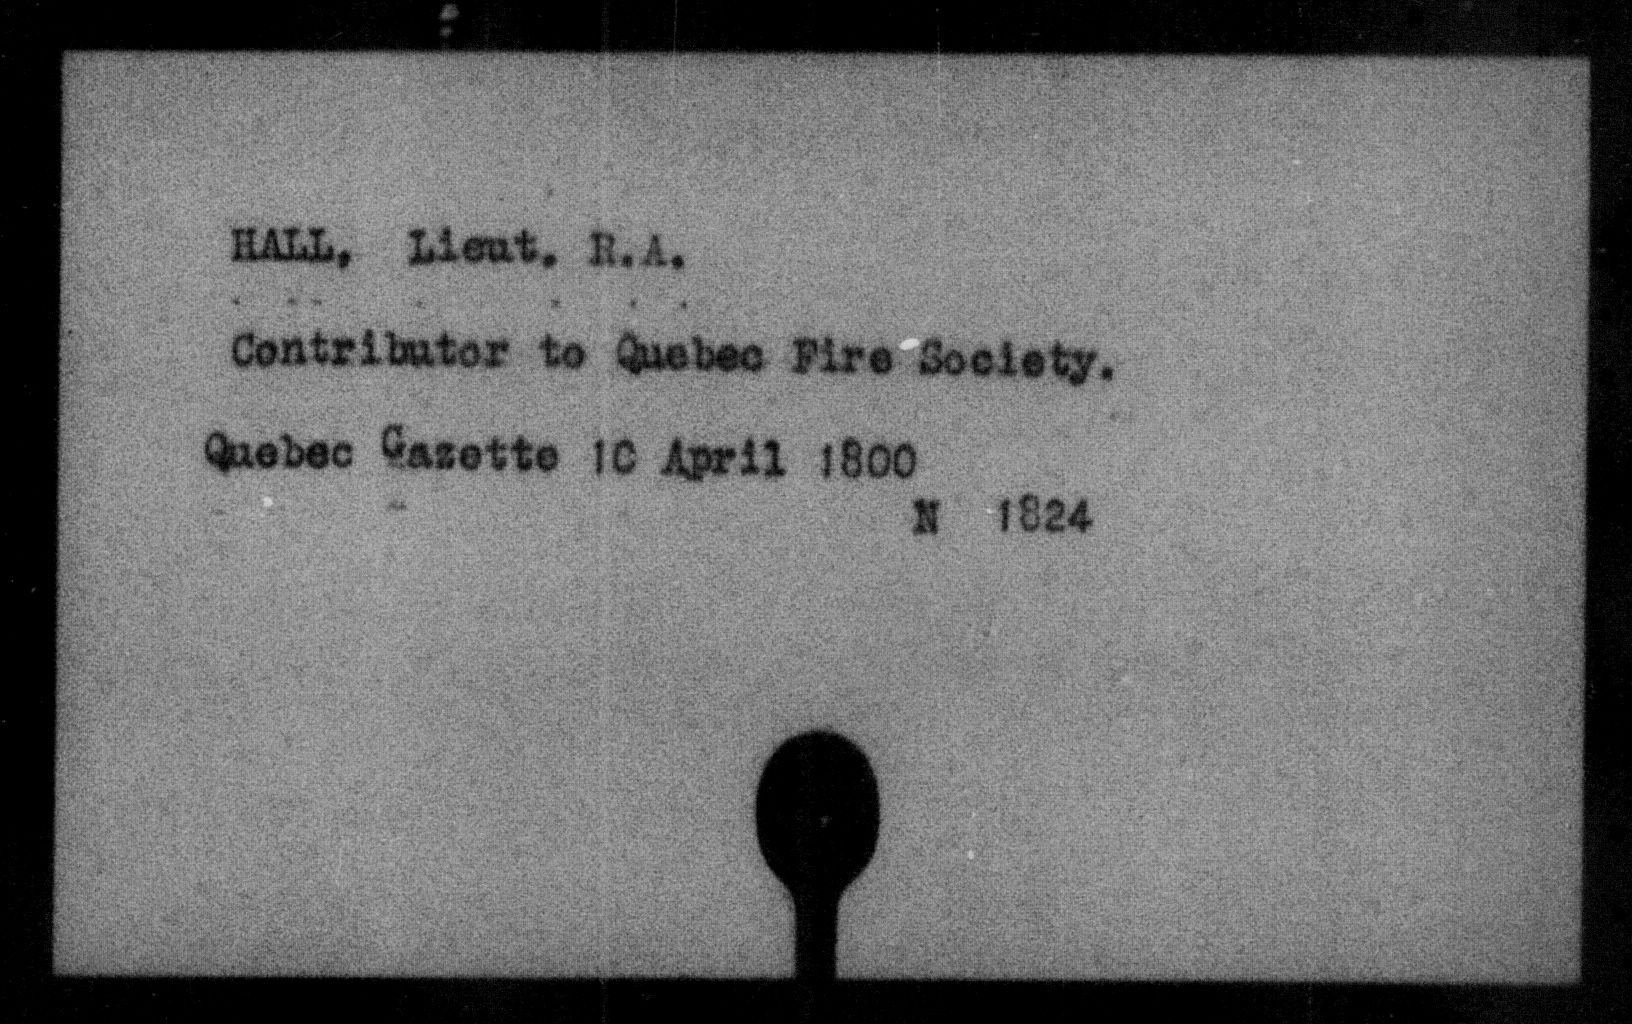 HALL, Lieut. R.A.
Contributor to Quebec Fire Society.
Quebec Gazette 10 April 1800
N 1824